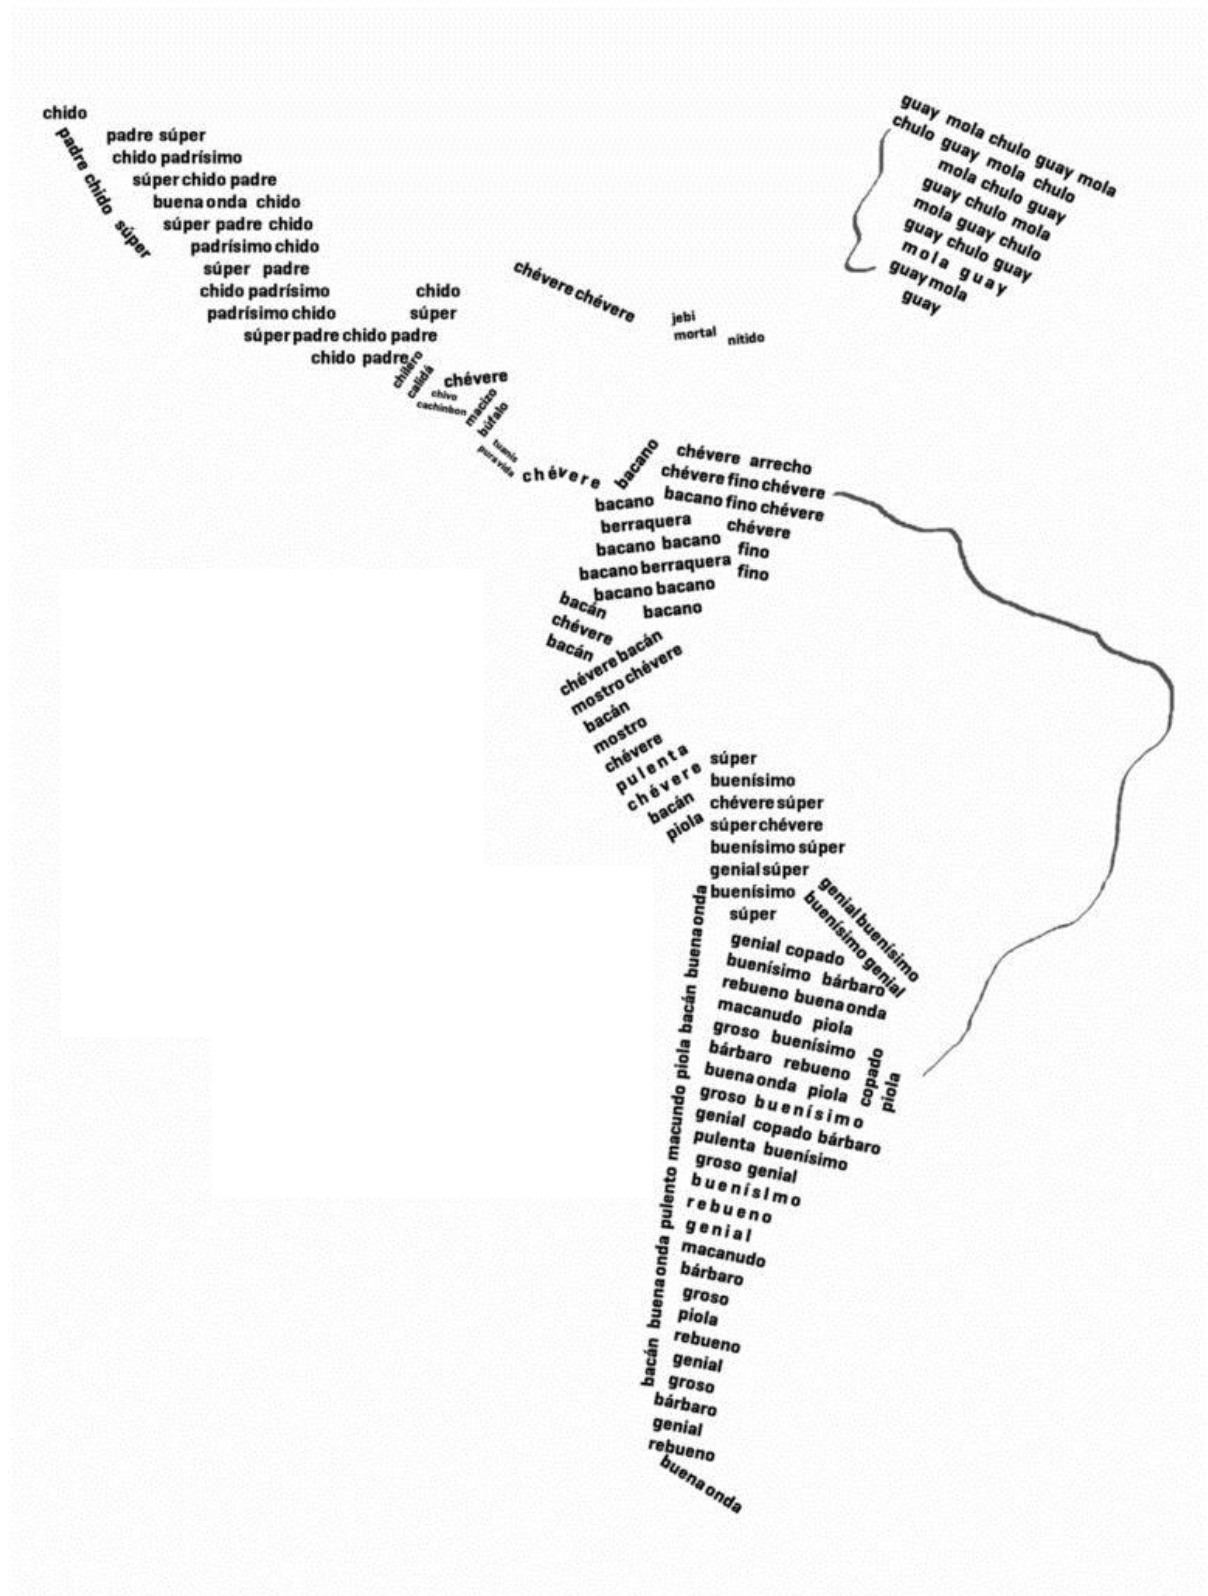 chido
padre chido súper
padre súper
chido padrísimo
súper chido padre
buena onda chido
súper padre chido
padrísimo chido
súper padre
chido padrísimo
padrísimo chido
súper padre chido padre
chido padre
chido
súper
chiléro
calidá
chévere
chivo
cachinbon
macizo
búfalo
tuanis
pura vida
chévere
chévere chévere
jebi
mortal
nítido
guay mola chulo guay mola
chulo guay mola chulo
mola chulo guay
guay chulo mola
mola guay chulo
guay chulo guay
mola guay
guay mola
guay
bacano
chévere arrecho
chévere fino chévere
bacano fino chévere
chévere
fino
fino
bacano
berraquera
bacano bacano
bacano berraquera
bacano bacano
bacano
bacán
chévere
bacán
chévere bacán
mostro chévere
bacán
mostro
chévere
pulenta
chévere
bacán
piola
súper
buenísimo
chévere súper
súper chévere
buenísimo súper
genial súper
buenísimo
súper
genial buenísimo
buenísimo genial
bacán buena onda pulento macundo piola bacán buena onda
genial copado
buenísimo bárbaro
rebueno buena onda
macanudo piola
groso buenísimo
bárbaro rebueno
buena onda piola
groso buenísimo
genial copado bárbaro
pulenta buenísimo
groso genial
buenísImo
rebueno
genial
macanudo
bárbaro
groso
piola
rebueno
genial
groso
bárbaro
genial
rebueno
buena onda
copado
piola